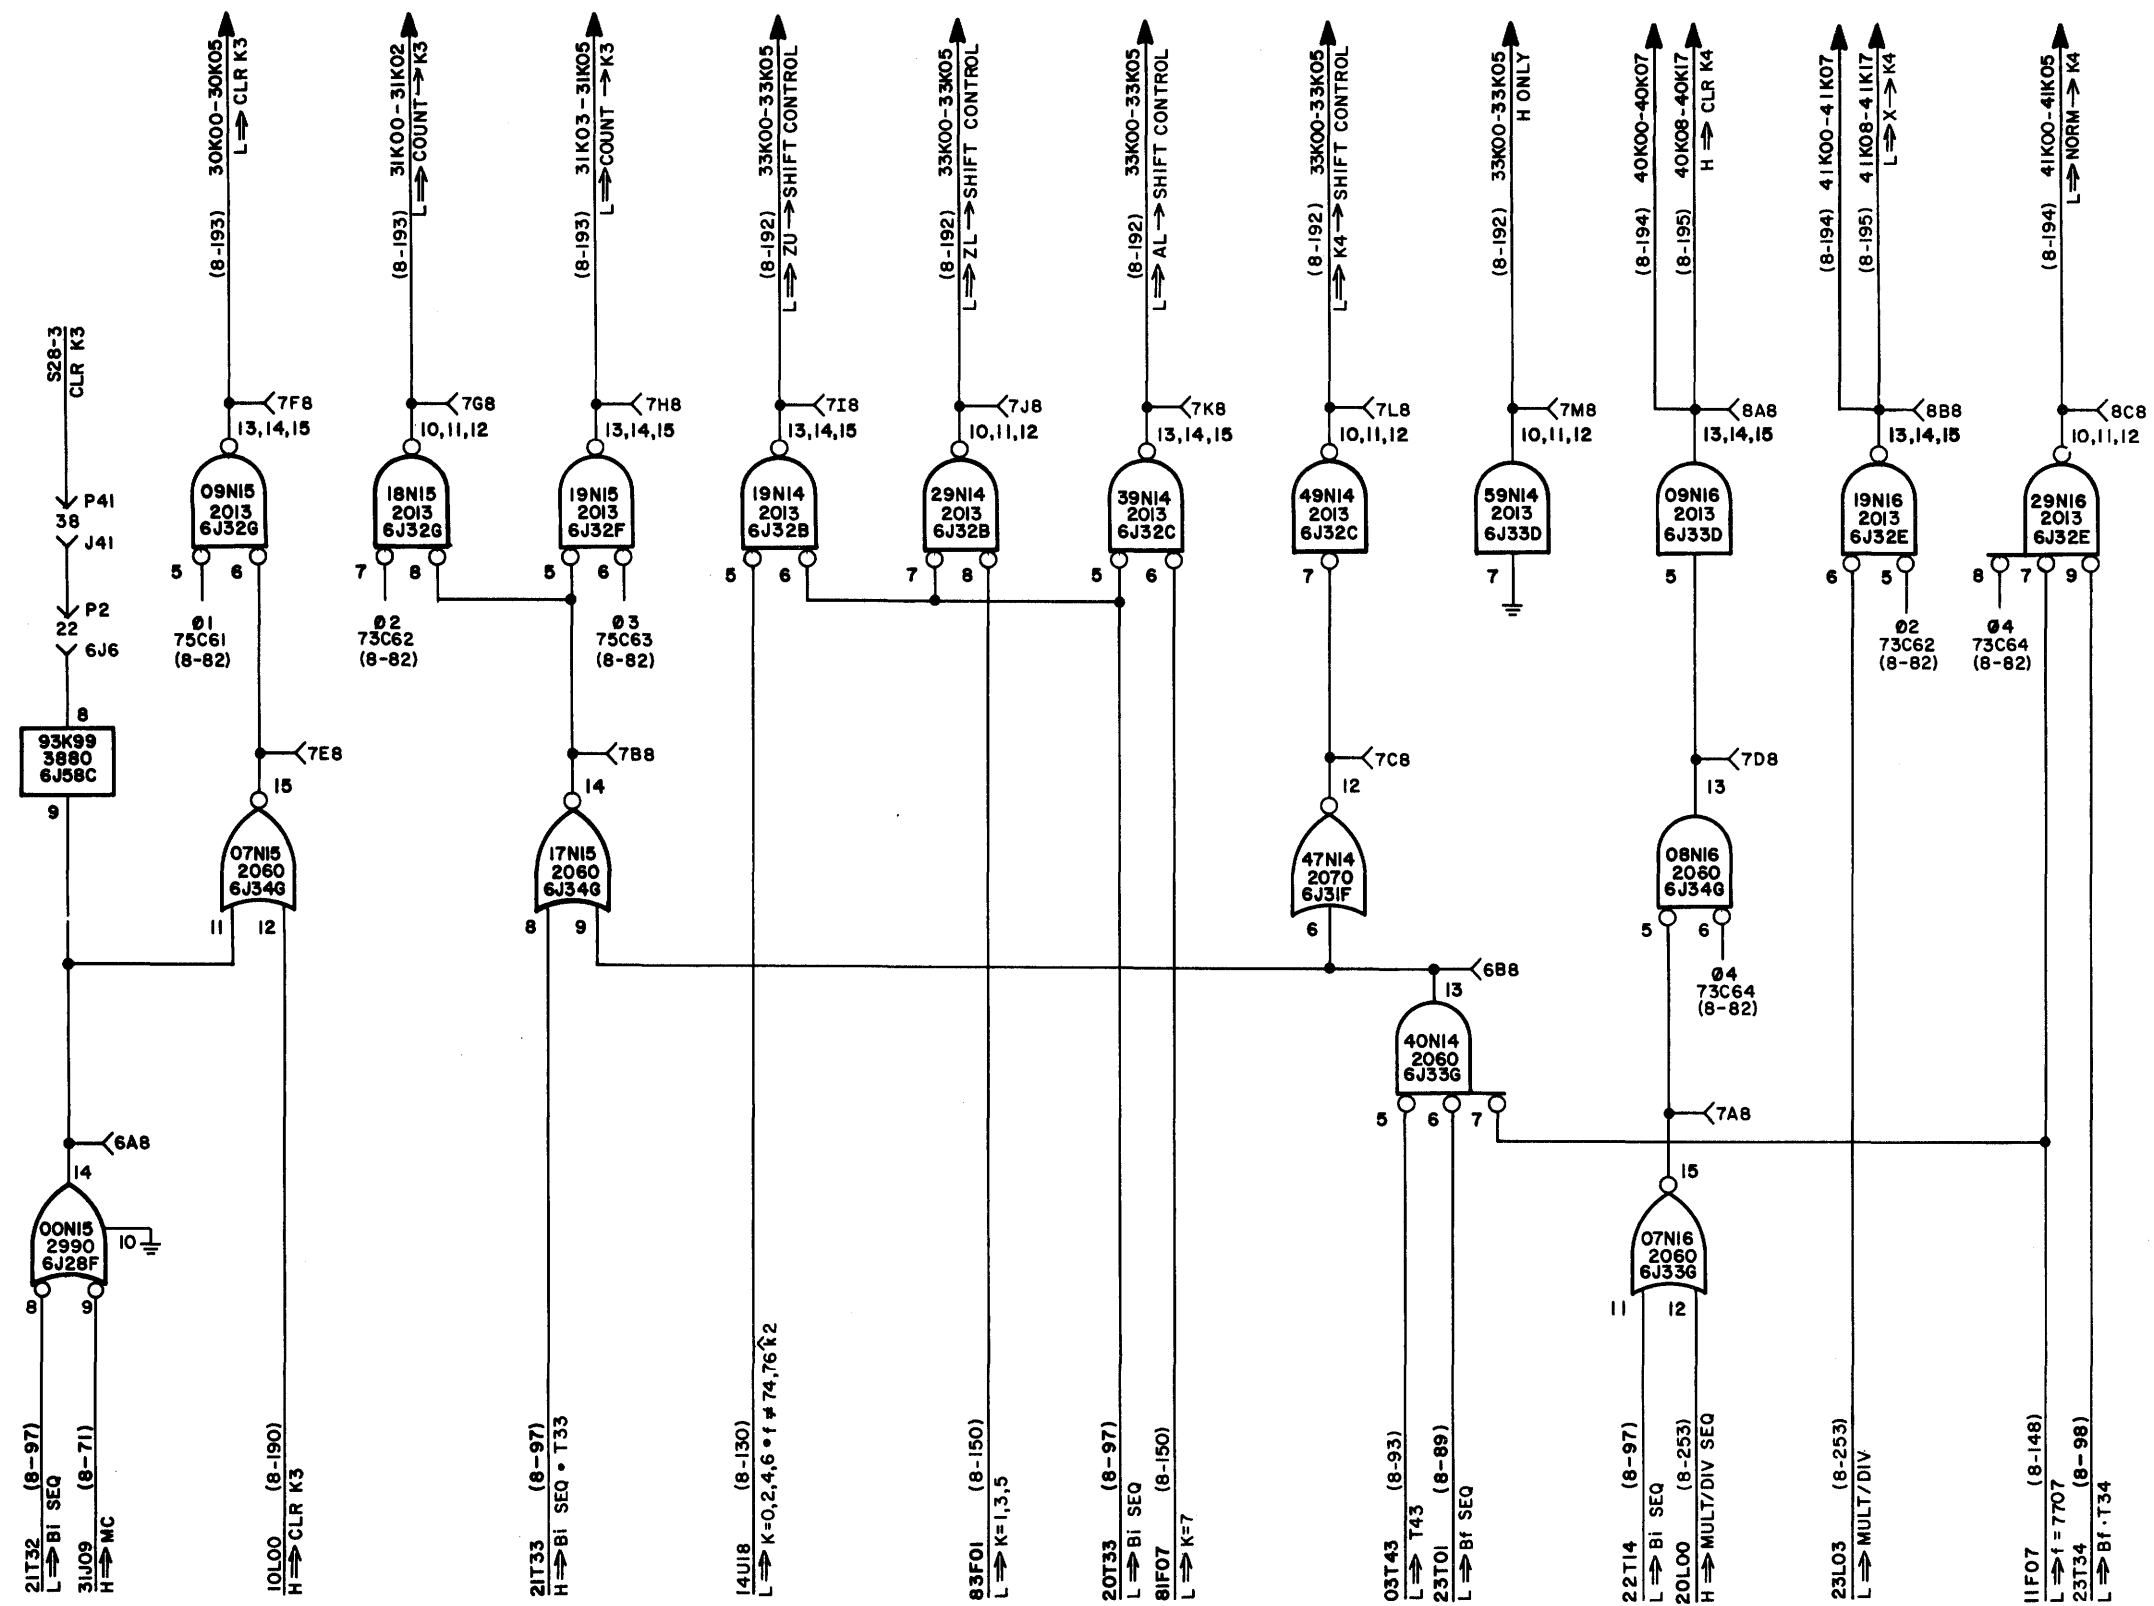 30K00-30K05
L⟹CLR K3
(8-193)
31K00-31K02
L⟹COUNT→K3
(8-193)
31K03-31K05
L⟹COUNT→K3
(8-193)
33K00-33K05
L⟹ZU→SHIFT CONTROL
(8-192)
33K00-33K05
L⟹ZL→SHIFT CONTROL
(8-192)
33K00-33K05
L⟹AL→SHIFT CONTROL
(8-192)
33K00-33K05
L⟹K4→SHIFT CONTROL
(8-192)
33K00-33K05
H ONLY
(8-192)
40K00-40K07
(8-194)
40K08-40K17
H⟹CLR K4
(8-195)
41K00-41K07
(8-194)
41K08-41K17
L⟹X→K4
(8-195)
41K00-41K05
L⟹NORM→K4
(8-194)
S28-3
CLR K3
7F8
7G8
7H8
7I8
7J8
7K8
7L8
7M8
8A8
8B8
8C8
13,14,15
10,11,12
13,14,15
13,14,15
10,11,12
13,14,15
10,11,12
10,11,12
13,14,15
13,14,15
10,11,12
P41
38
J41
P2
22
6J6
09N15
2013
6J32G
18N15
2013
6J32G
19N15
2013
6J32F
19N14
2013
6J32B
29N14
2013
6J32B
39N14
2013
6J32C
49N14
2013
6J32C
59N14
2013
6J33D
09N16
2013
6J33D
19N16
2013
6J32E
29N16
2013
6J32E
5 6
7 8
5 6
5 6
7 8
5 6
7
7
5
6 5
8 7 9
Ø1
75C61
(8-82)
Ø2
73C62
(8-82)
Ø3
75C63
(8-82)
Ø2
73C62
(8-82)
Ø4
73C64
(8-82)
8
93K99
3880
6J58C
9
7E8
15
07N15
2060
6J34G
11 12
7B8
14
17N15
2060
6J34G
8 9
7C8
12
47N14
2070
6J31F
6
7D8
13
08N16
2060
6J34G
5 6
Ø4
73C64
(8-82)
6B8
13
40N14
2060
6J33G
5 6 7
7A8
15
07N16
2060
6J33G
11 12
6A8
14
00N15
2990
6J28F
10
8 9
21T32 (8-97)
L⟹Bi SEQ
31J09 (8-71)
H⟹MC
10L00 (8-190)
H⟹CLR K3
21T33 (8-97)
H⟹Bi SEQ • T33
14U18 (8-130)
L⟹K=0,2,4,6 • f≠74,76^k2
83F01 (8-150)
L⟹K=1,3,5
20T33 (8-97)
L⟹Bi SEQ
81F07 (8-150)
L⟹K=7
03T43 (8-93)
L⟹T43
23T01 (8-89)
L⟹Bf SEQ
22T14 (8-97)
L⟹Bi SEQ
20L00 (8-253)
H⟹MULT/DIV SEQ
23L03 (8-253)
L⟹MULT/DIV
11F07 (8-148)
L⟹f=7707
23T34 (8-98)
L⟹Bf•T34